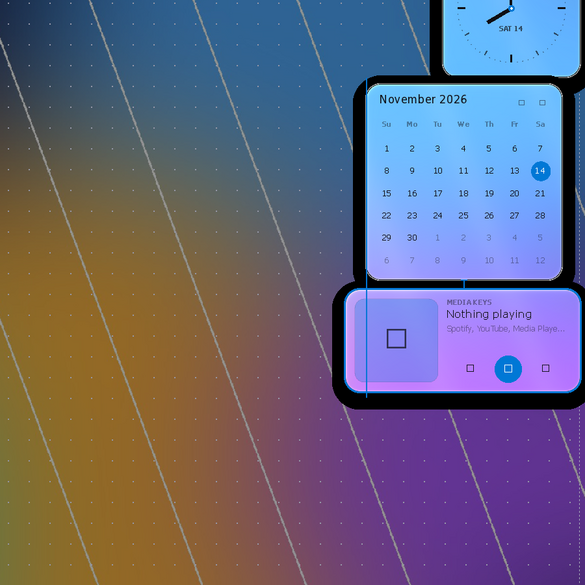 SAT 14
November 2026
Su Mo Tu We Th Fr Sa
1 2 3 4 5 6 7
8 9 10 11 12 13 14
15 16 17 18 19 20 21
22 23 24 25 26 27 28
29 30 1 2 3 4 5
6 7 8 9 10 11 12
MEDIA KEYS
Nothing playing
Spotify, YouTube, Media Playe...